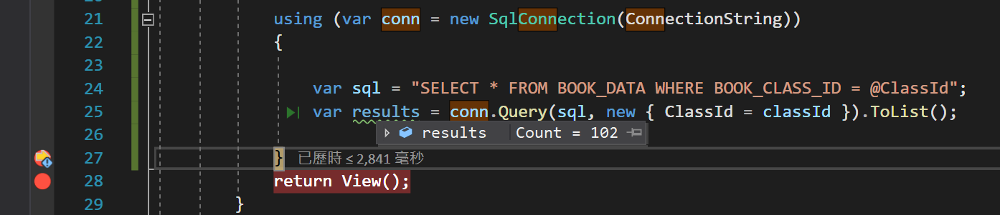 21 using (var conn = new SqlConnection(ConnectionString))
22 {
23
24 var sql = "SELECT * FROM BOOK_DATA WHERE BOOK_CLASS_ID = @ClassId";
25 var results = conn.Query(sql, new { ClassId = classId }).ToList();
26 results Count = 102
27 } 已歷時 ≤ 2,841 毫秒
28 return View();
29 }